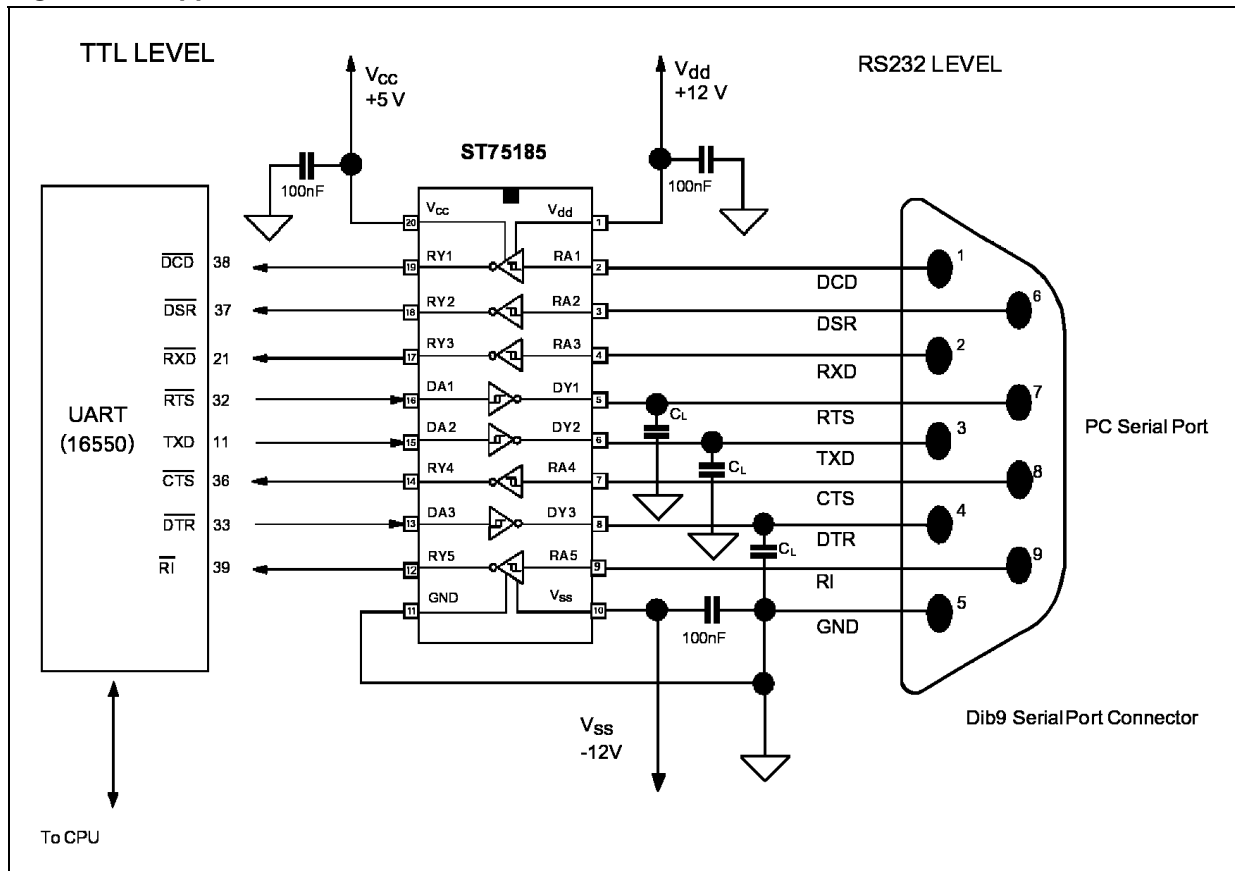 TTL LEVEL
RS232 LEVEL
VCC
+5 V
Vdd
+12 V
ST75185
100nF
100nF
VCC
Vdd
20
1
DCD 38
RY1
RA1
19
2
DCD
1
DSR 37
RY2
RA2
18
3
DSR
6
RXD 21
RY3
RA3
17
4
RXD
2
RTS 32
DA1
DY1
16
5
RTS
7
CL
UART
(16550)
TXD 11
DA2
DY2
15
6
TXD
3
CL
PC Serial Port
CTS 36
RY4
RA4
14
7
CTS
8
DTR 33
DA3
DY3
13
8
DTR
4
CL
RI 39
RY5
RA5
12
9
RI
9
GND
VSS
11
10
100nF
GND
5
VSS
-12V
Dib9 Serial Port Connector
To CPU